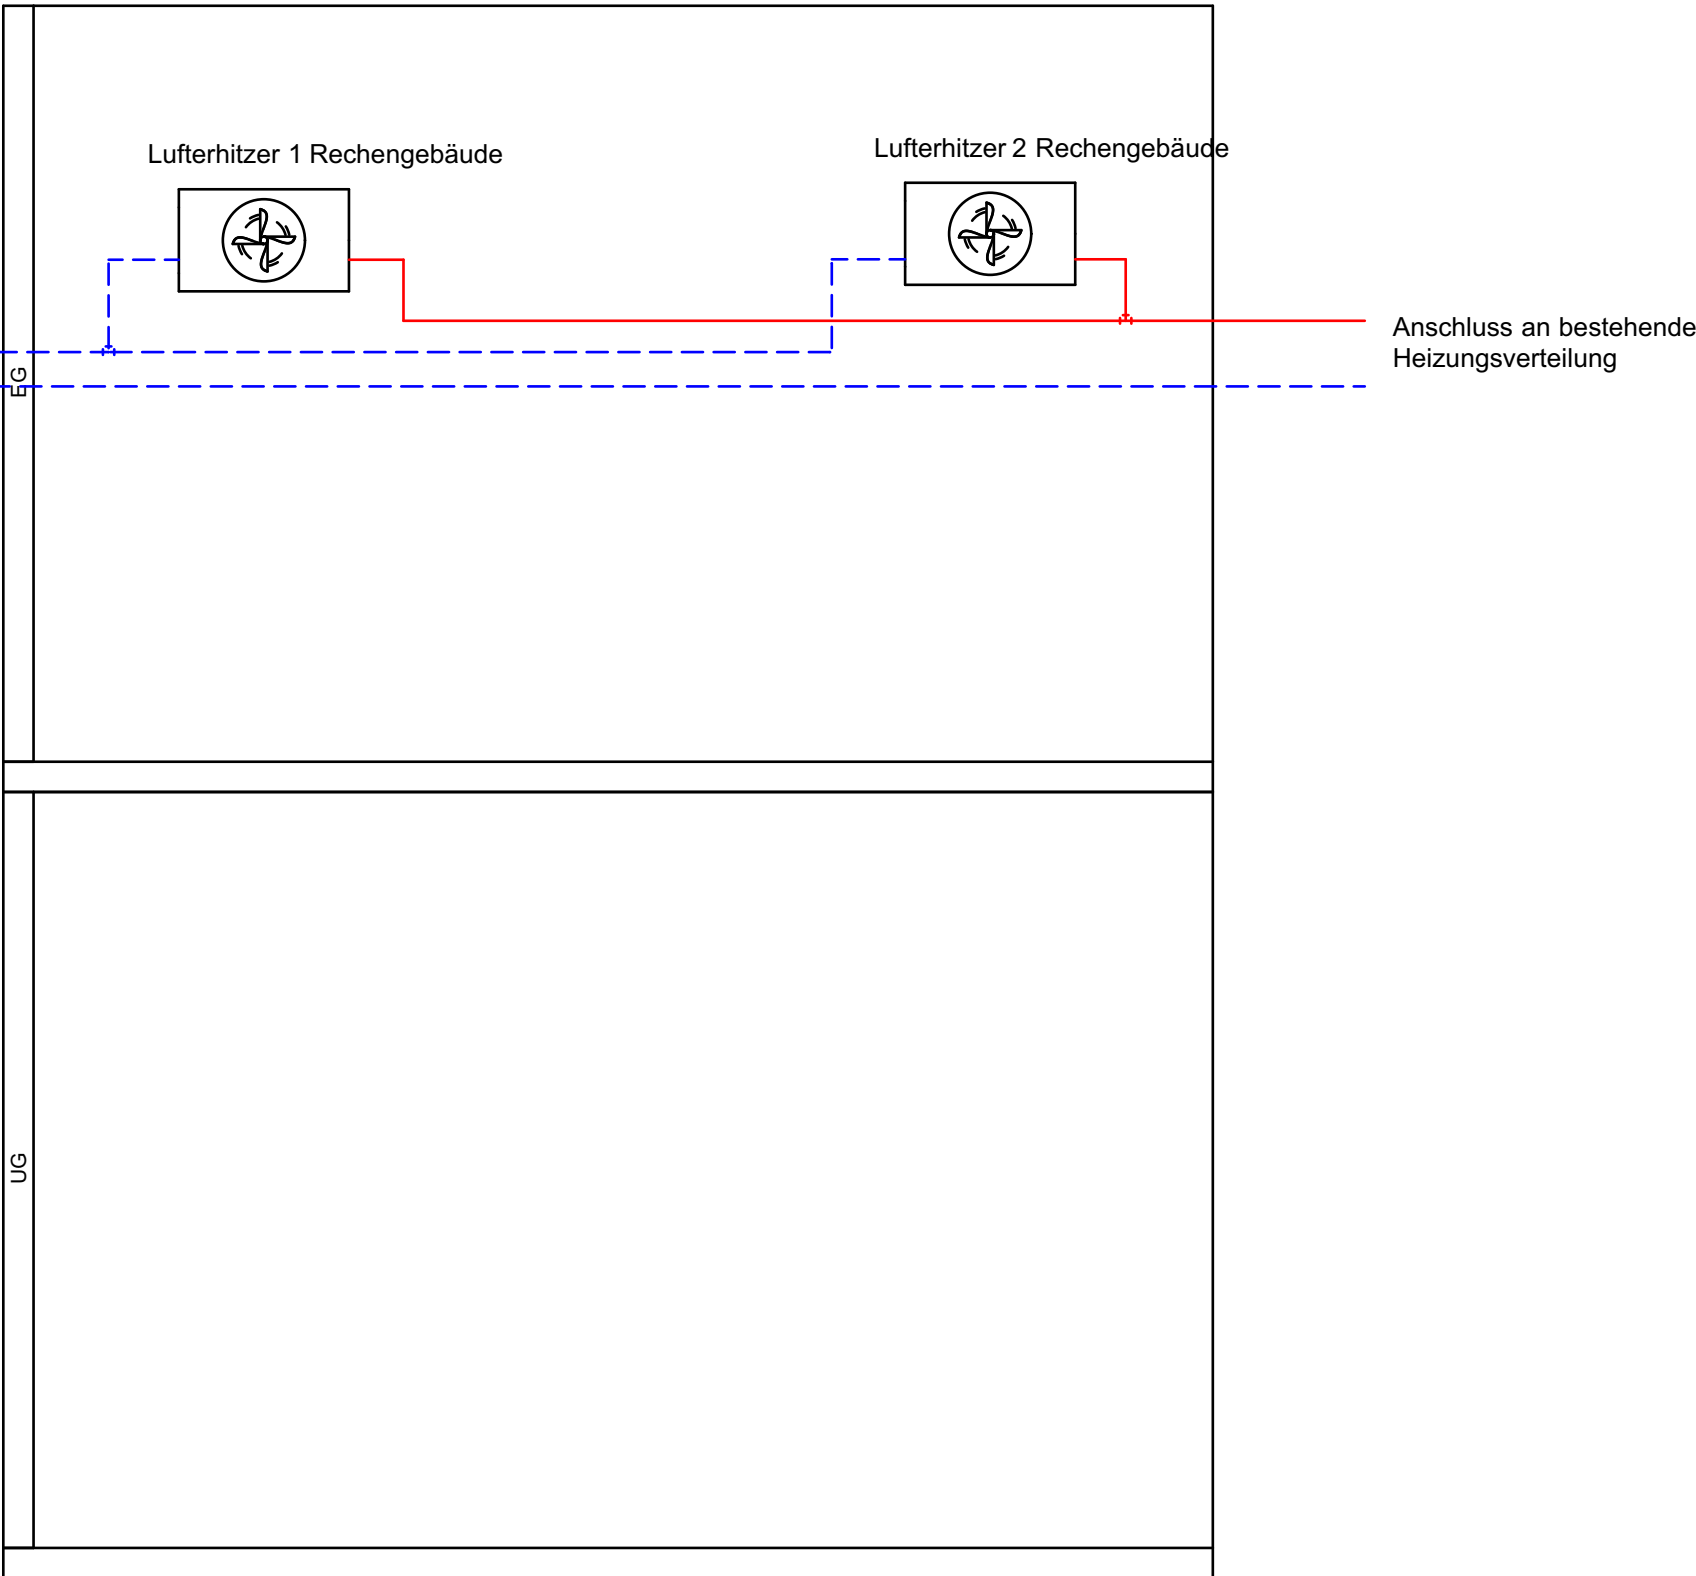 Lufterhitzer 1 Rechengebäude
Lufterhitzer 2 Rechengebäude
Anschluss an bestehende
Heizungsverteilung
EG
UG